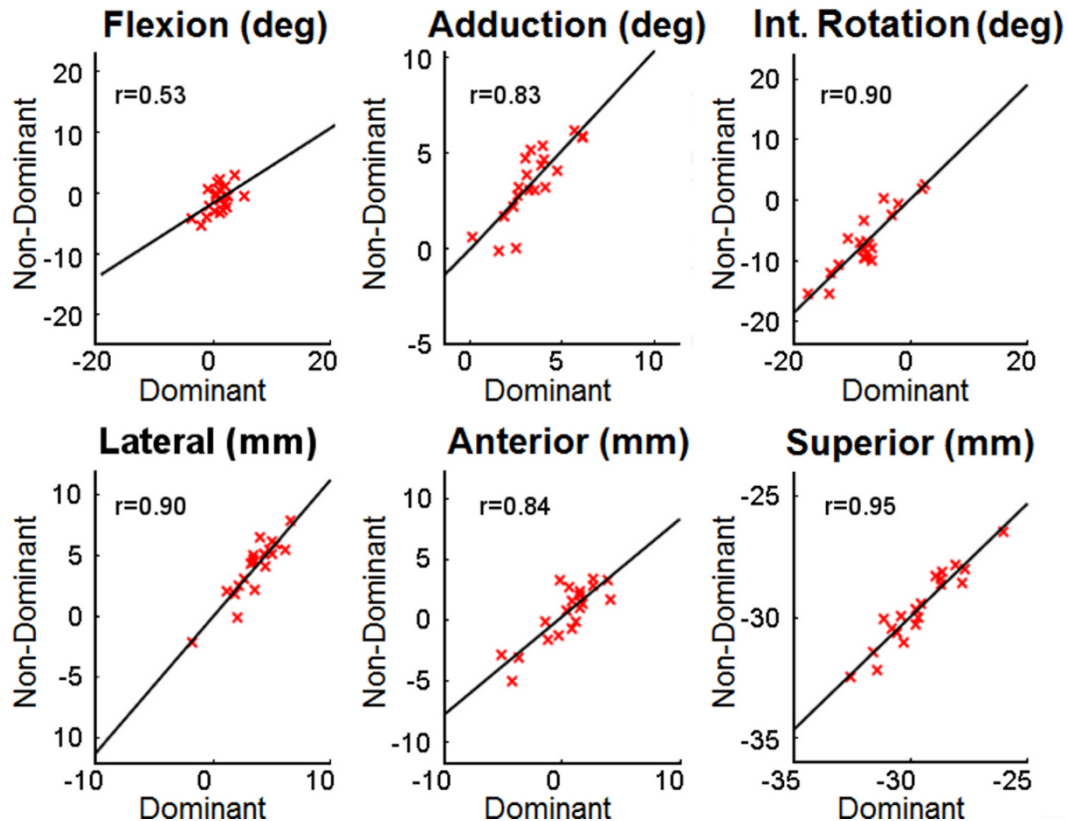 Flexion (deg)
Adduction (deg)
Int. Rotation (deg)
r=0.53
20
10
0
-10
-20
Non-Dominant
-20
0
20
Dominant
r=0.83
10
5
0
-5
Non-Dominant
0
5
10
Dominant
r=0.90
20
10
0
-10
-20
Non-Dominant
-20
0
20
Dominant
Lateral (mm)
Anterior (mm)
Superior (mm)
r=0.90
10
5
0
-5
10
Non-Dominant
-10
0
10
Dominant
r=0.84
10
5
0
-5
-10
Non-Dominant
-10
0
10
Dominant
r=0.95
-25
-30
-35
Non-Dominant
-35
-30
-25
Dominant